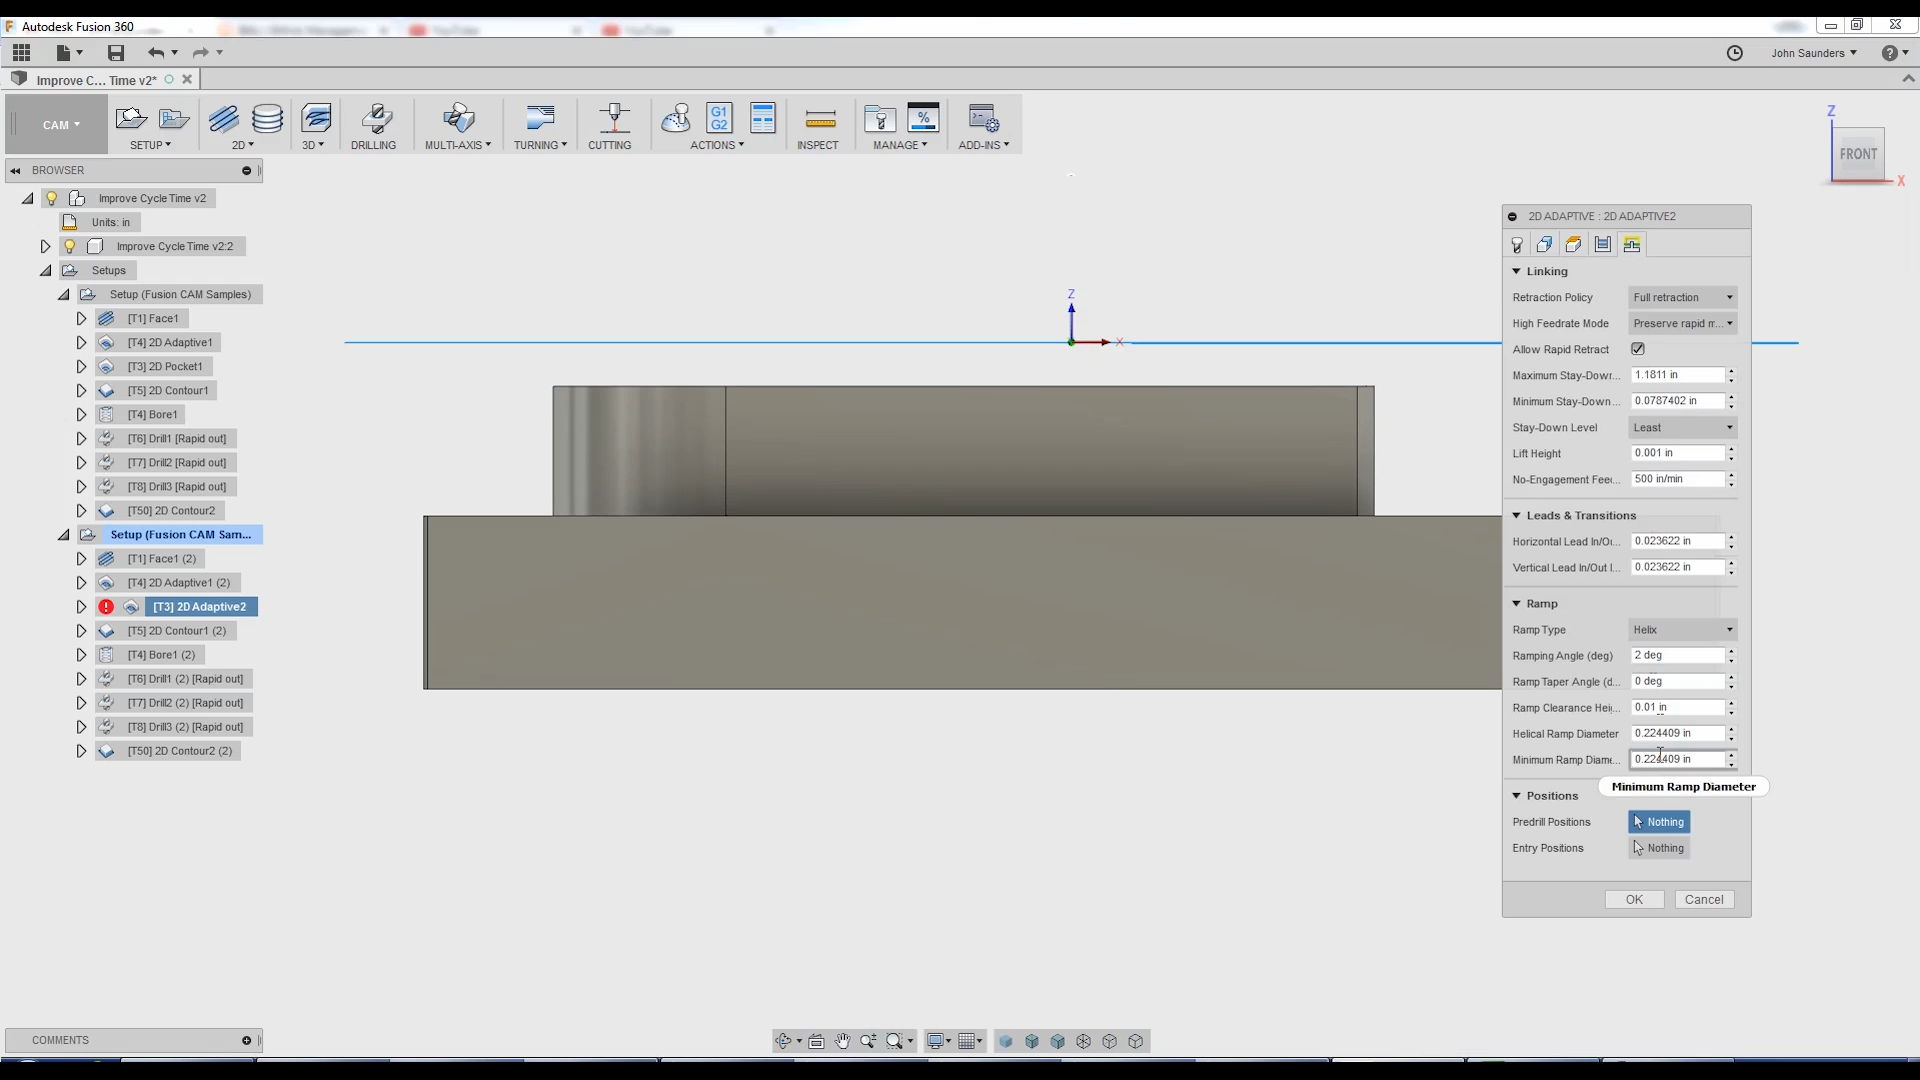 Autodesk Fusion 360
John Saunders
Improve C... Time v2*
CAM
SETUP
2D
3D
DRILLING
MULTI-AXIS
TURNING
CUTTING
G1
G2
ACTIONS
INSPECT
%
MANAGE
ADD-INS
Z
FRONT
X
BROWSER
Improve Cycle Time v2
Units: in
Improve Cycle Time v2:2
Setups
Setup (Fusion CAM Samples)
[T1] Face1
[T4] 2D Adaptive1
[T3] 2D Pocket1
[T5] 2D Contour1
[T4] Bore1
[T6] Drill1 [Rapid out]
[T7] Drill2 [Rapid out]
[T8] Drill3 [Rapid out]
[T50] 2D Contour2
Setup (Fusion CAM Sam...
[T1] Face1 (2)
[T4] 2D Adaptive1 (2)
[T3] 2D Adaptive2
[T5] 2D Contour1 (2)
[T4] Bore1 (2)
[T6] Drill1 (2) [Rapid out]
[T7] Drill2 (2) [Rapid out]
[T8] Drill3 (2) [Rapid out]
[T50] 2D Contour2 (2)
Z
X
2D ADAPTIVE : 2D ADAPTIVE2
Linking
Retraction Policy Full retraction
High Feedrate Mode Preserve rapid m...
Allow Rapid Retract
Maximum Stay-Down... 1.1811 in
Minimum Stay-Down... 0.0787402 in
Stay-Down Level Least
Lift Height 0.001 in
No-Engagement Fee... 500 in/min
Leads & Transitions
Horizontal Lead In/Ou... 0.023622 in
Vertical Lead In/Out I... 0.023622 in
Ramp
Ramp Type Helix
Ramping Angle (deg) 2 deg
Ramp Taper Angle (d... 0 deg
Ramp Clearance Hei... 0.01 in
Helical Ramp Diameter 0.224409 in
Minimum Ramp Diame... 0.224409 in
Minimum Ramp Diameter
Positions
Predrill Positions Nothing
Entry Positions Nothing
OK Cancel
COMMENTS